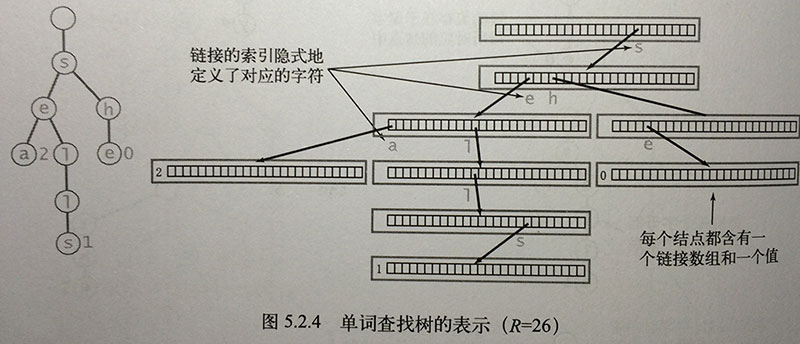 s
e
h
a 2
l
e 0
l
s 1
链接的索引隐式地
定义了对应的字符
s
e h
a
l
e
2
0
l
s
1
每个结点都含有一
个链接数组和一个值
图 5.2.4 单词查找树的表示（R=26）